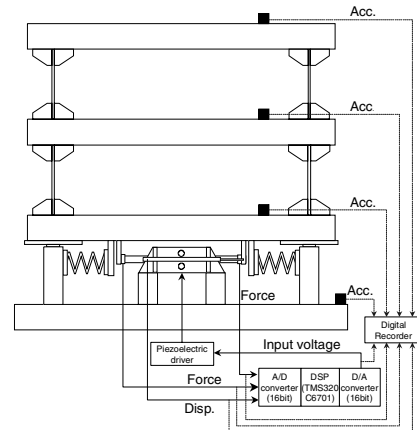 Acc.
Acc.
Acc.
Acc.
Force
Digital
Recorder
Input voltage
Piezoelectric
driver
Force
Disp.
A/D
converter
(16bit)
DSP
(TMS320
C6701)
D/A
converter
(16bit)